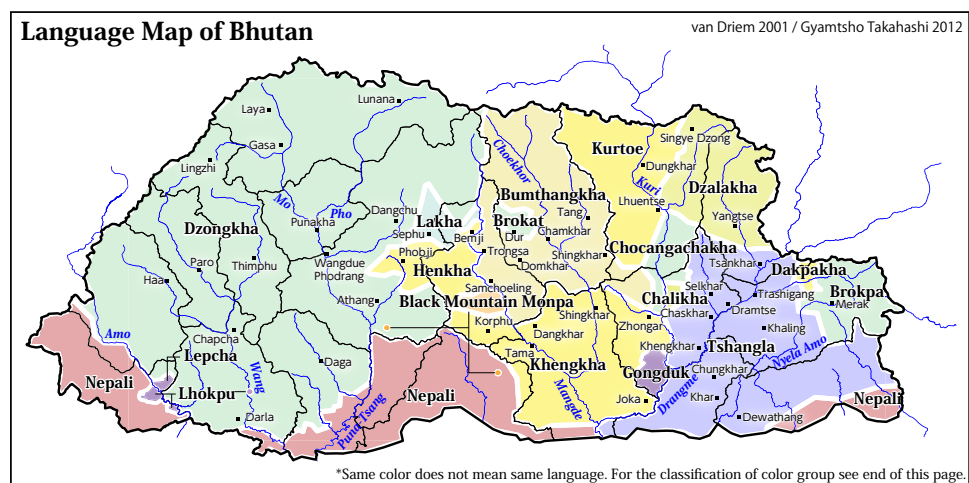 Language Map of Bhutan
van Driem 2001 / Gyamtsho Takahashi 2012
Laya
Lunana
Gasa
Lingzhi
Mo
Pho
Punakha
Dzongkha
Dangchu
Sephu
Lakha
Paro
Thimphu
Wangdue
Phodrang
Phobji
Haa
Athang
Amo
Chapcha
Lepcha
Lhokpu
Nepali
Wang
Daga
Darla
Puna Tsang
Nepali
Choekhor
Bumthangkha
Tang
Brokat
Dur
Chamkhar
Bemji
Trongsa
Domkhar
Shingkhar
Henkha
Samchoeling
Black Mountain Monpa
Korphu
Shingkhar
Dangkhar
Tama
Khengkha
Mangde
Kurtoe
Singye Dzong
Dungkhar
Kuri
Dzalakha
Lhuentse
Yangtse
Chocangachakha
Tsankhar
Dakpakha
Brokpa
Merak
Selkhar
Trashigang
Chalikha
Chaskhar
Dramtse
Zhongar
Khaling
Khengkhar
Tshangla
Nyela Amo
Gongduk
Chungkhar
Joka
Drangme
Khar
Dewathang
Nepali
*Same color does not mean same language. For the classification of color group see end of this page.